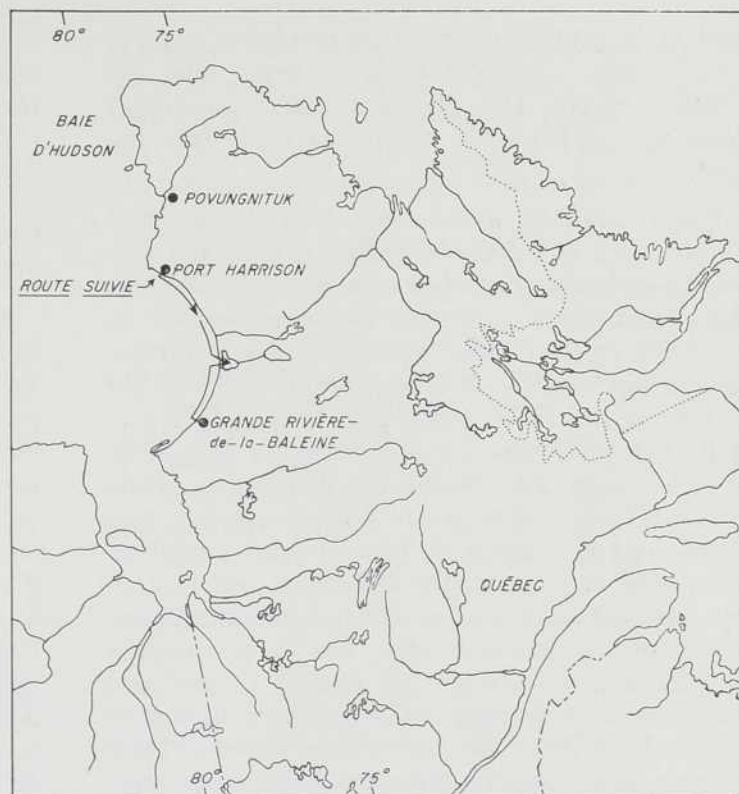 80° 75°
BAIE
D'HUDSON
POVUNGNITUK
PORT HARRISON
ROUTE SUIVIE
GRANDE RIVIÈRE-
de-la-BALEINE
QUÉBEC
80° 75°